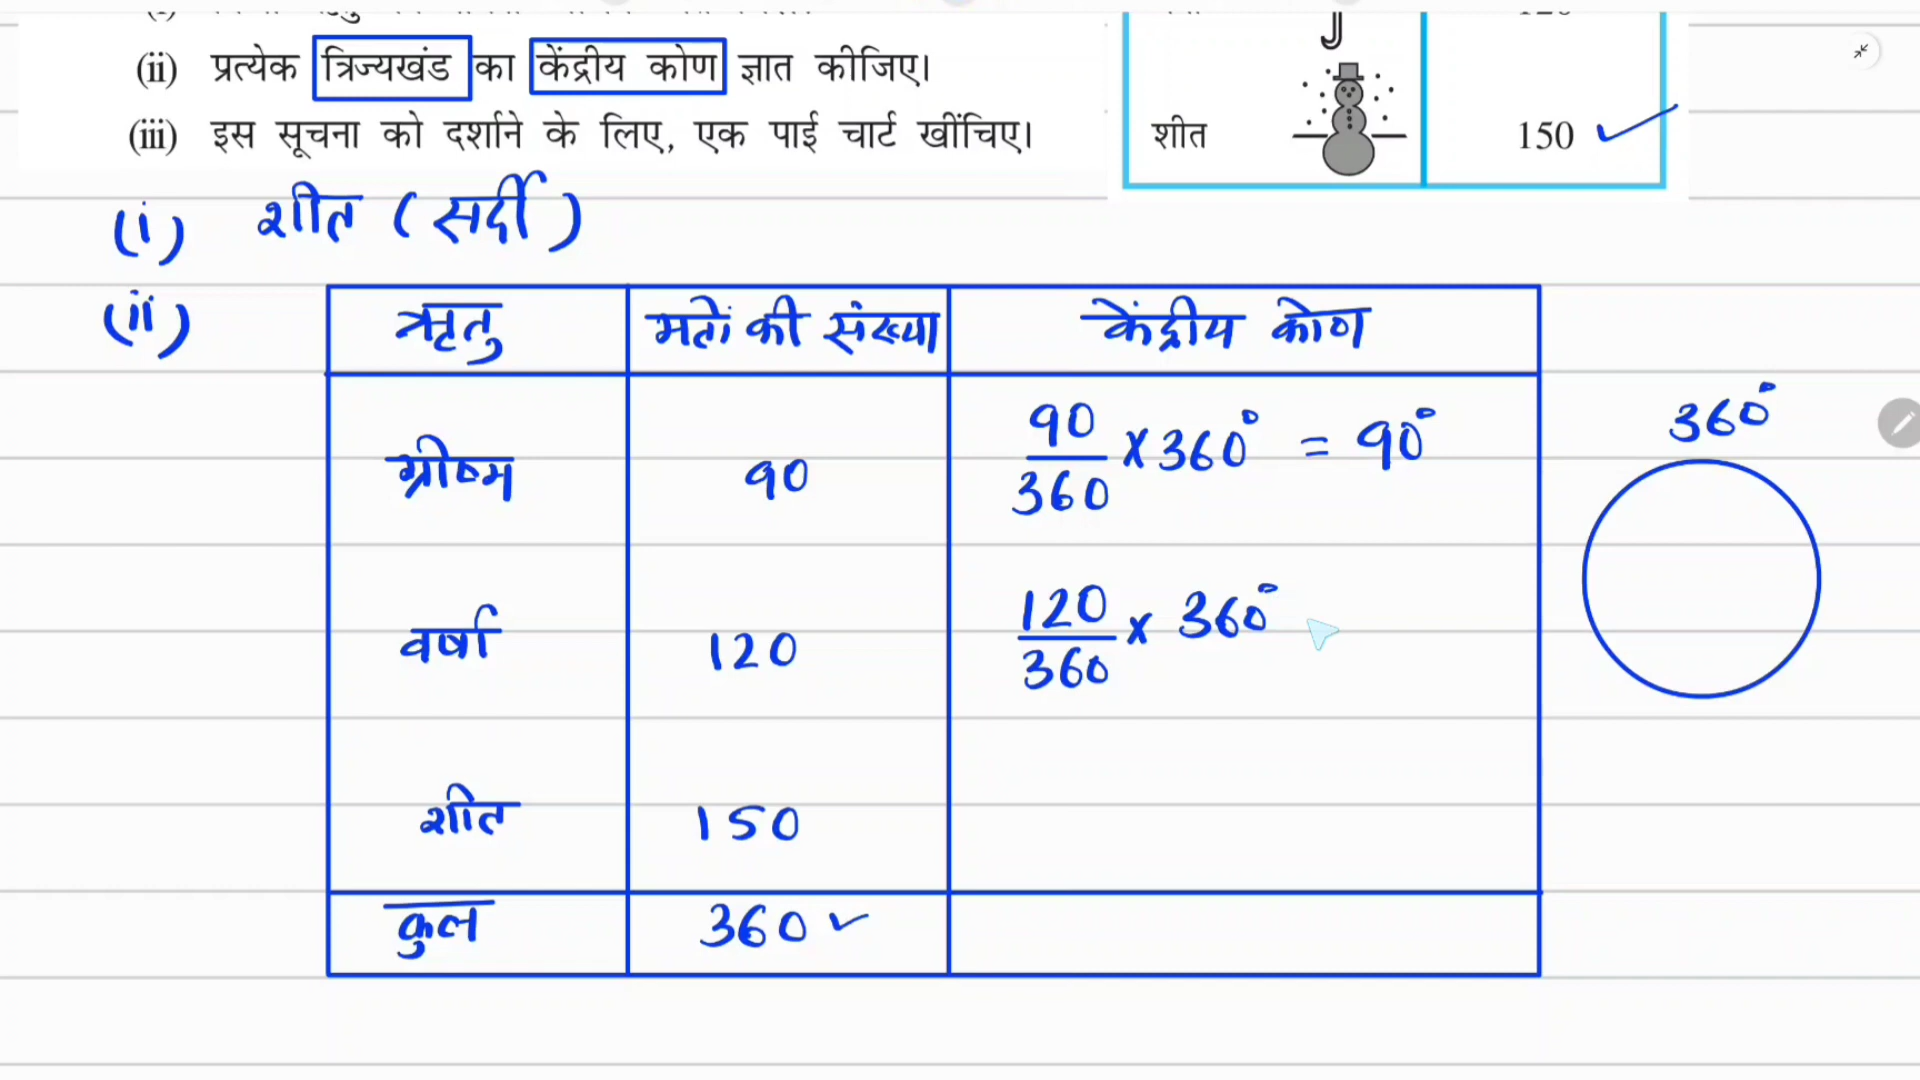 (ii) प्रत्येक त्रिज्यखंड का केंद्रीय कोण ज्ञात कीजिए।
(iii) इस सूचना को दर्शाने के लिए, एक पाई चार्ट खींचिए।
शीत 150
(i) शीत (सर्दी)
(ii)
ऋतु मतों की संख्या केंद्रीय कोण
ग्रीष्म 90 90/360 × 360° = 90°
360°
वर्षा 120 120/360 × 360°
शीत 150
कुल 360